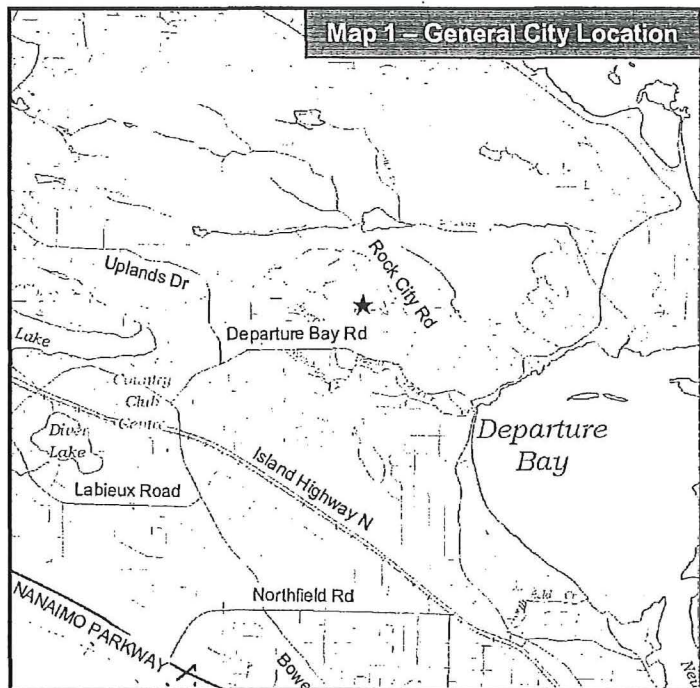 Map 1 – General City Location
Uplands Dr
Rock City Rd
Departure Bay Rd
Lake
Country
Club
Centre
Diver
Lake
Departure
Bay
Island Highway N
Labieux Road
Northfield Rd
NANAIMO PARKWAY
Bowe